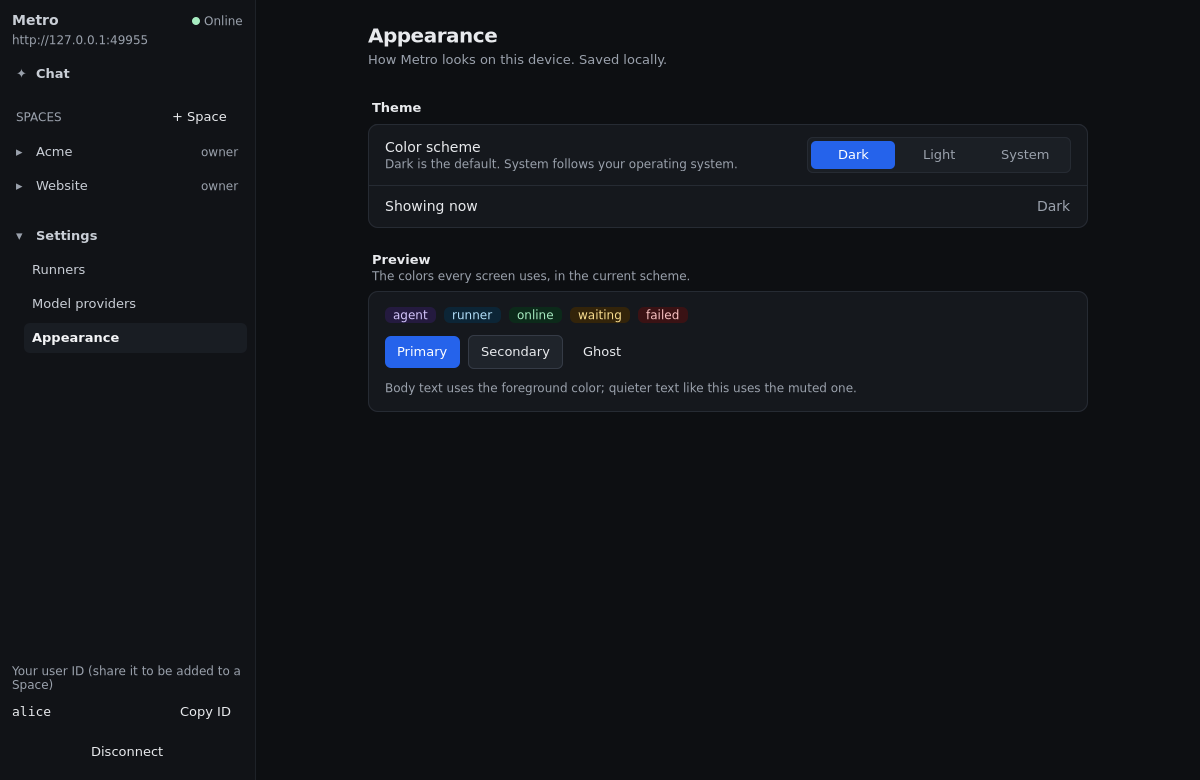 Metro
Online
http://127.0.0.1:49955
Chat
SPACES
+ Space
Acme
owner
Website
owner
Settings
Runners
Model providers
Appearance
Your user ID (share it to be added to a
Space)
alice
Copy ID
Disconnect
Appearance
How Metro looks on this device. Saved locally.
Theme
Color scheme
Dark is the default. System follows your operating system.
Dark
Light
System
Showing now
Dark
Preview
The colors every screen uses, in the current scheme.
agent
runner
online
waiting
failed
Primary
Secondary
Ghost
Body text uses the foreground color; quieter text like this uses the muted one.